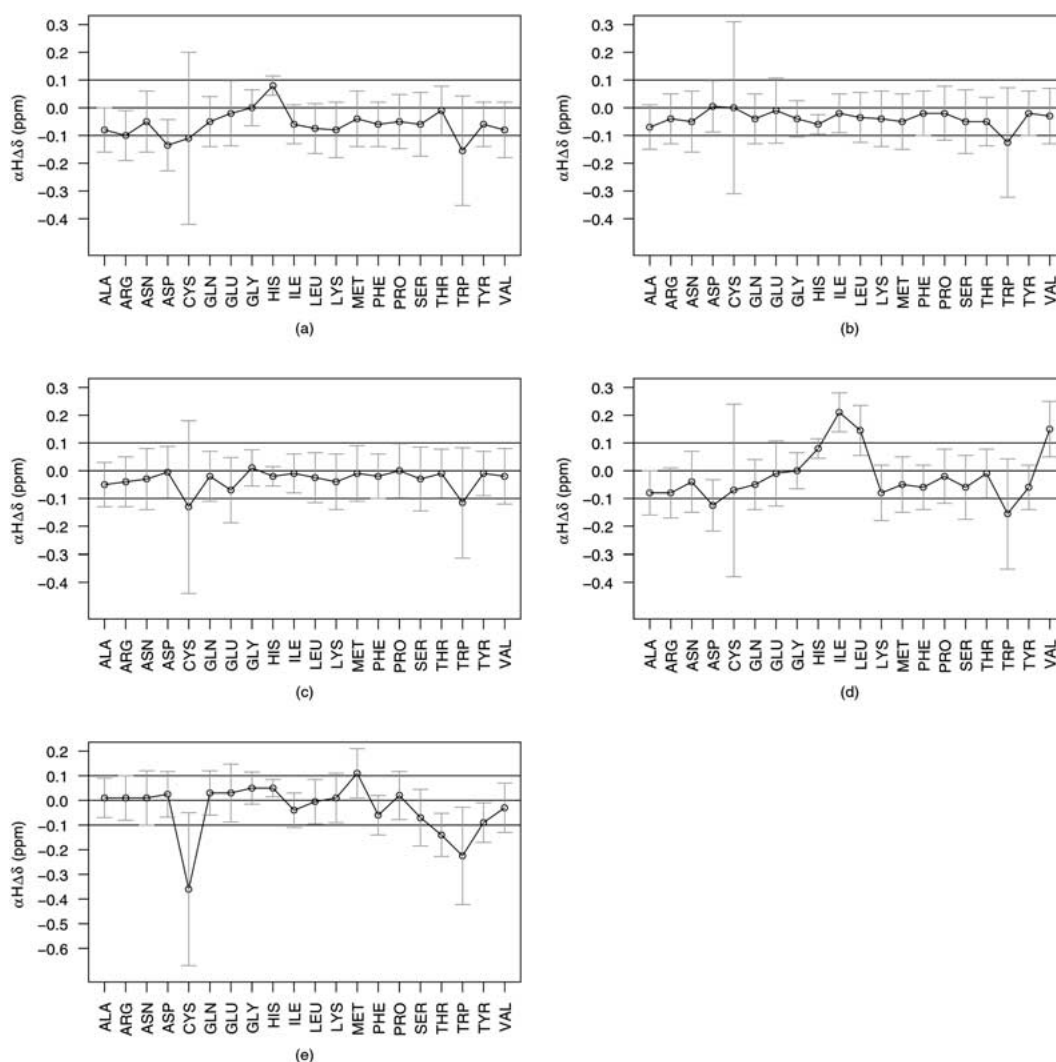 0.3
0.2
0.1
0.0
−0.1
−0.2
−0.3
−0.4
αHΔδ (ppm)
ALA ARG ASN ASP CYS GLN GLU GLY HIS ILE LEU LYS MET PHE PRO SER THR TRP TYR VAL
(a)
0.3
0.2
0.1
0.0
−0.1
−0.2
−0.3
−0.4
αHΔδ (ppm)
ALA ARG ASN ASP CYS GLN GLU GLY HIS ILE LEU LYS MET PHE PRO SER THR TRP TYR VAL
(b)
0.3
0.2
0.1
0.0
−0.1
−0.2
−0.3
−0.4
αHΔδ (ppm)
ALA ARG ASN ASP CYS GLN GLU GLY HIS ILE LEU LYS MET PHE PRO SER THR TRP TYR VAL
(c)
0.3
0.2
0.1
0.0
−0.1
−0.2
−0.3
−0.4
αHΔδ (ppm)
ALA ARG ASN ASP CYS GLN GLU GLY HIS ILE LEU LYS MET PHE PRO SER THR TRP TYR VAL
(d)
0.2
0.1
0.0
−0.1
−0.2
−0.3
−0.4
−0.5
−0.6
αHΔδ (ppm)
ALA ARG ASN ASP CYS GLN GLU GLY HIS ILE LEU LYS MET PHE PRO SER THR TRP TYR VAL
(e)